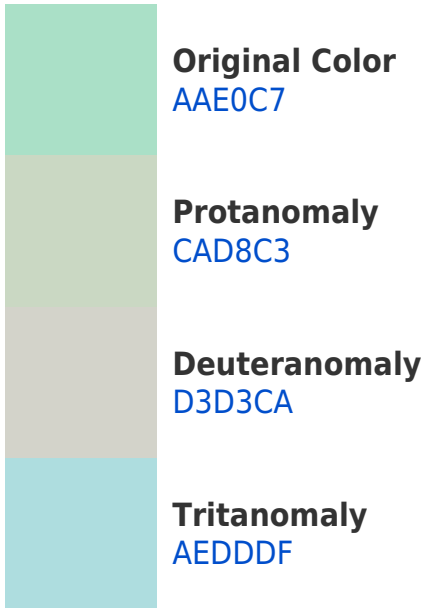 Original Color
AAE0C7
Protanomaly
CAD8C3
Deuteranomaly
D3D3CA
Tritanomaly
AEDDDF